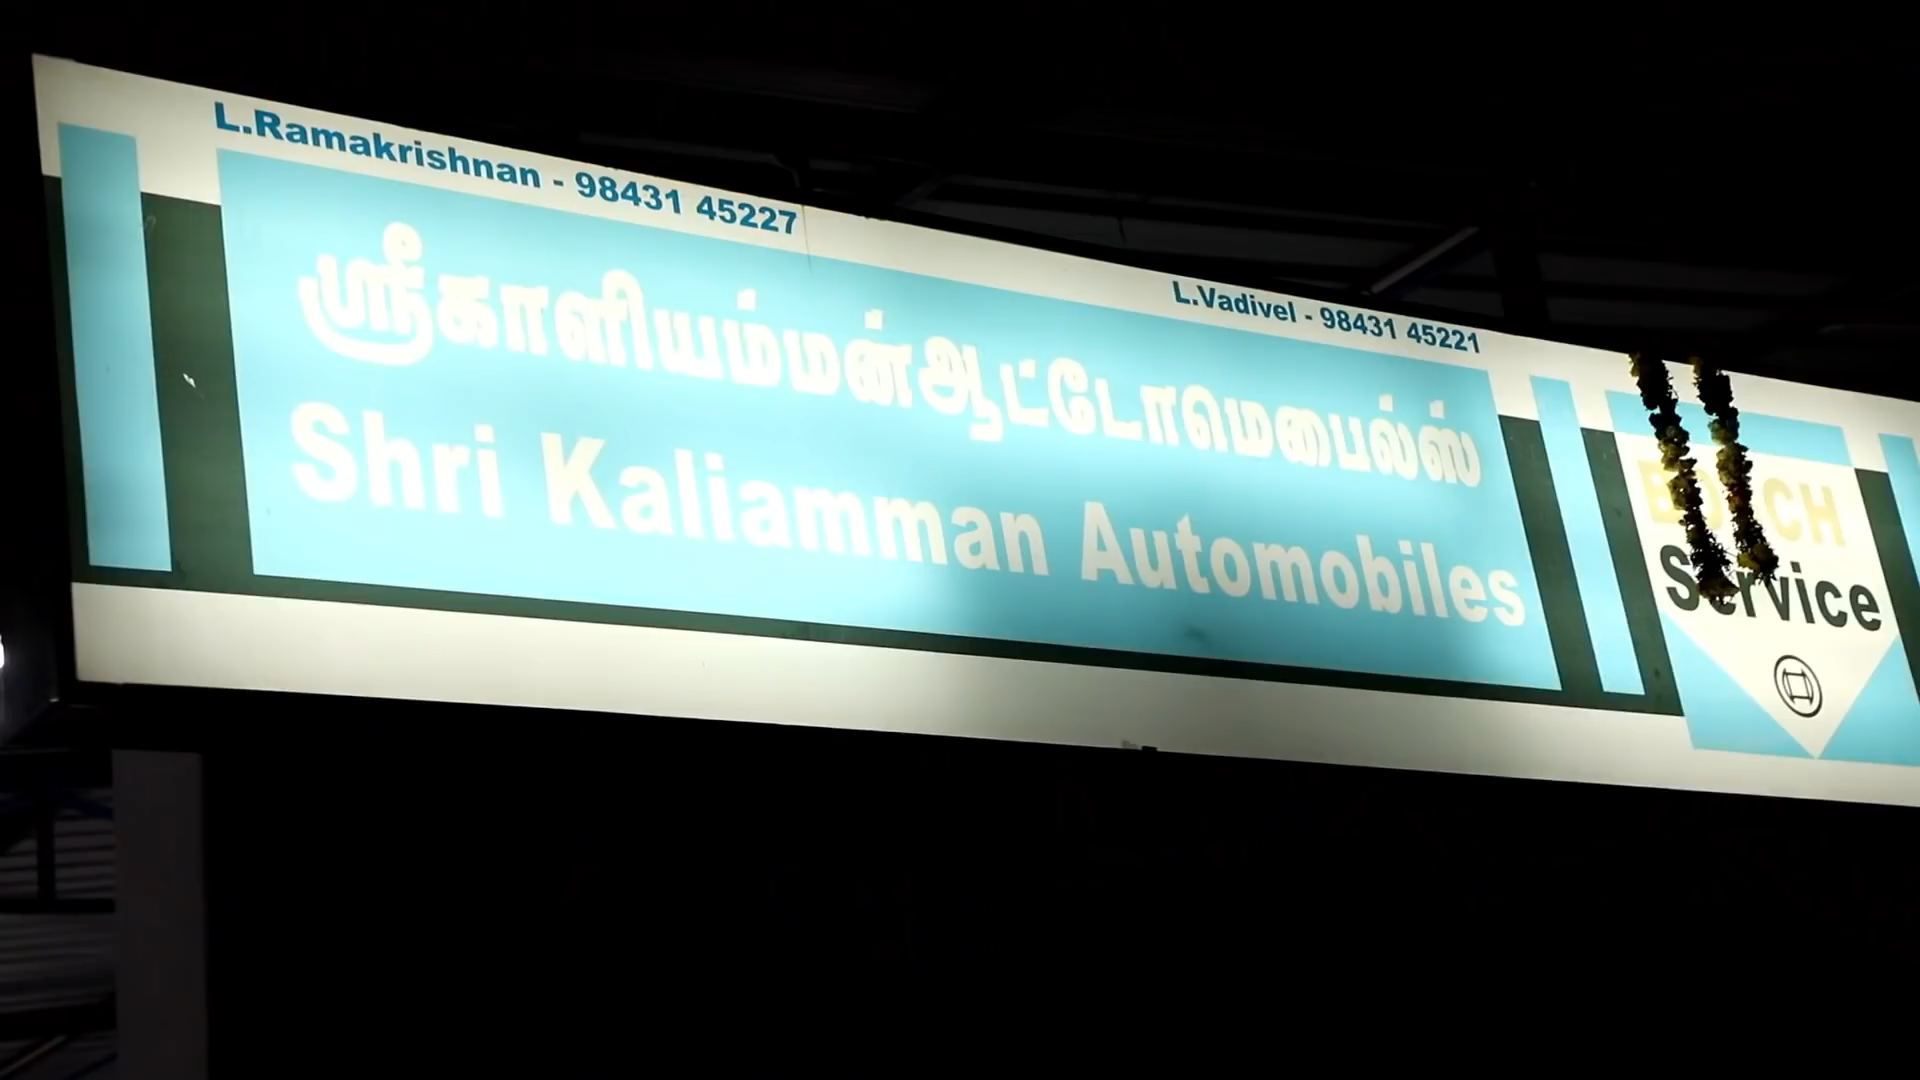 L.Ramakrishnan - 98431 45227
L.Vadivel - 98431 45221
ஸ்ரீகாளியம்மன்ஆட்டோமெபைல்ஸ்
Shri Kaliamman Automobiles
BOSCH
Service